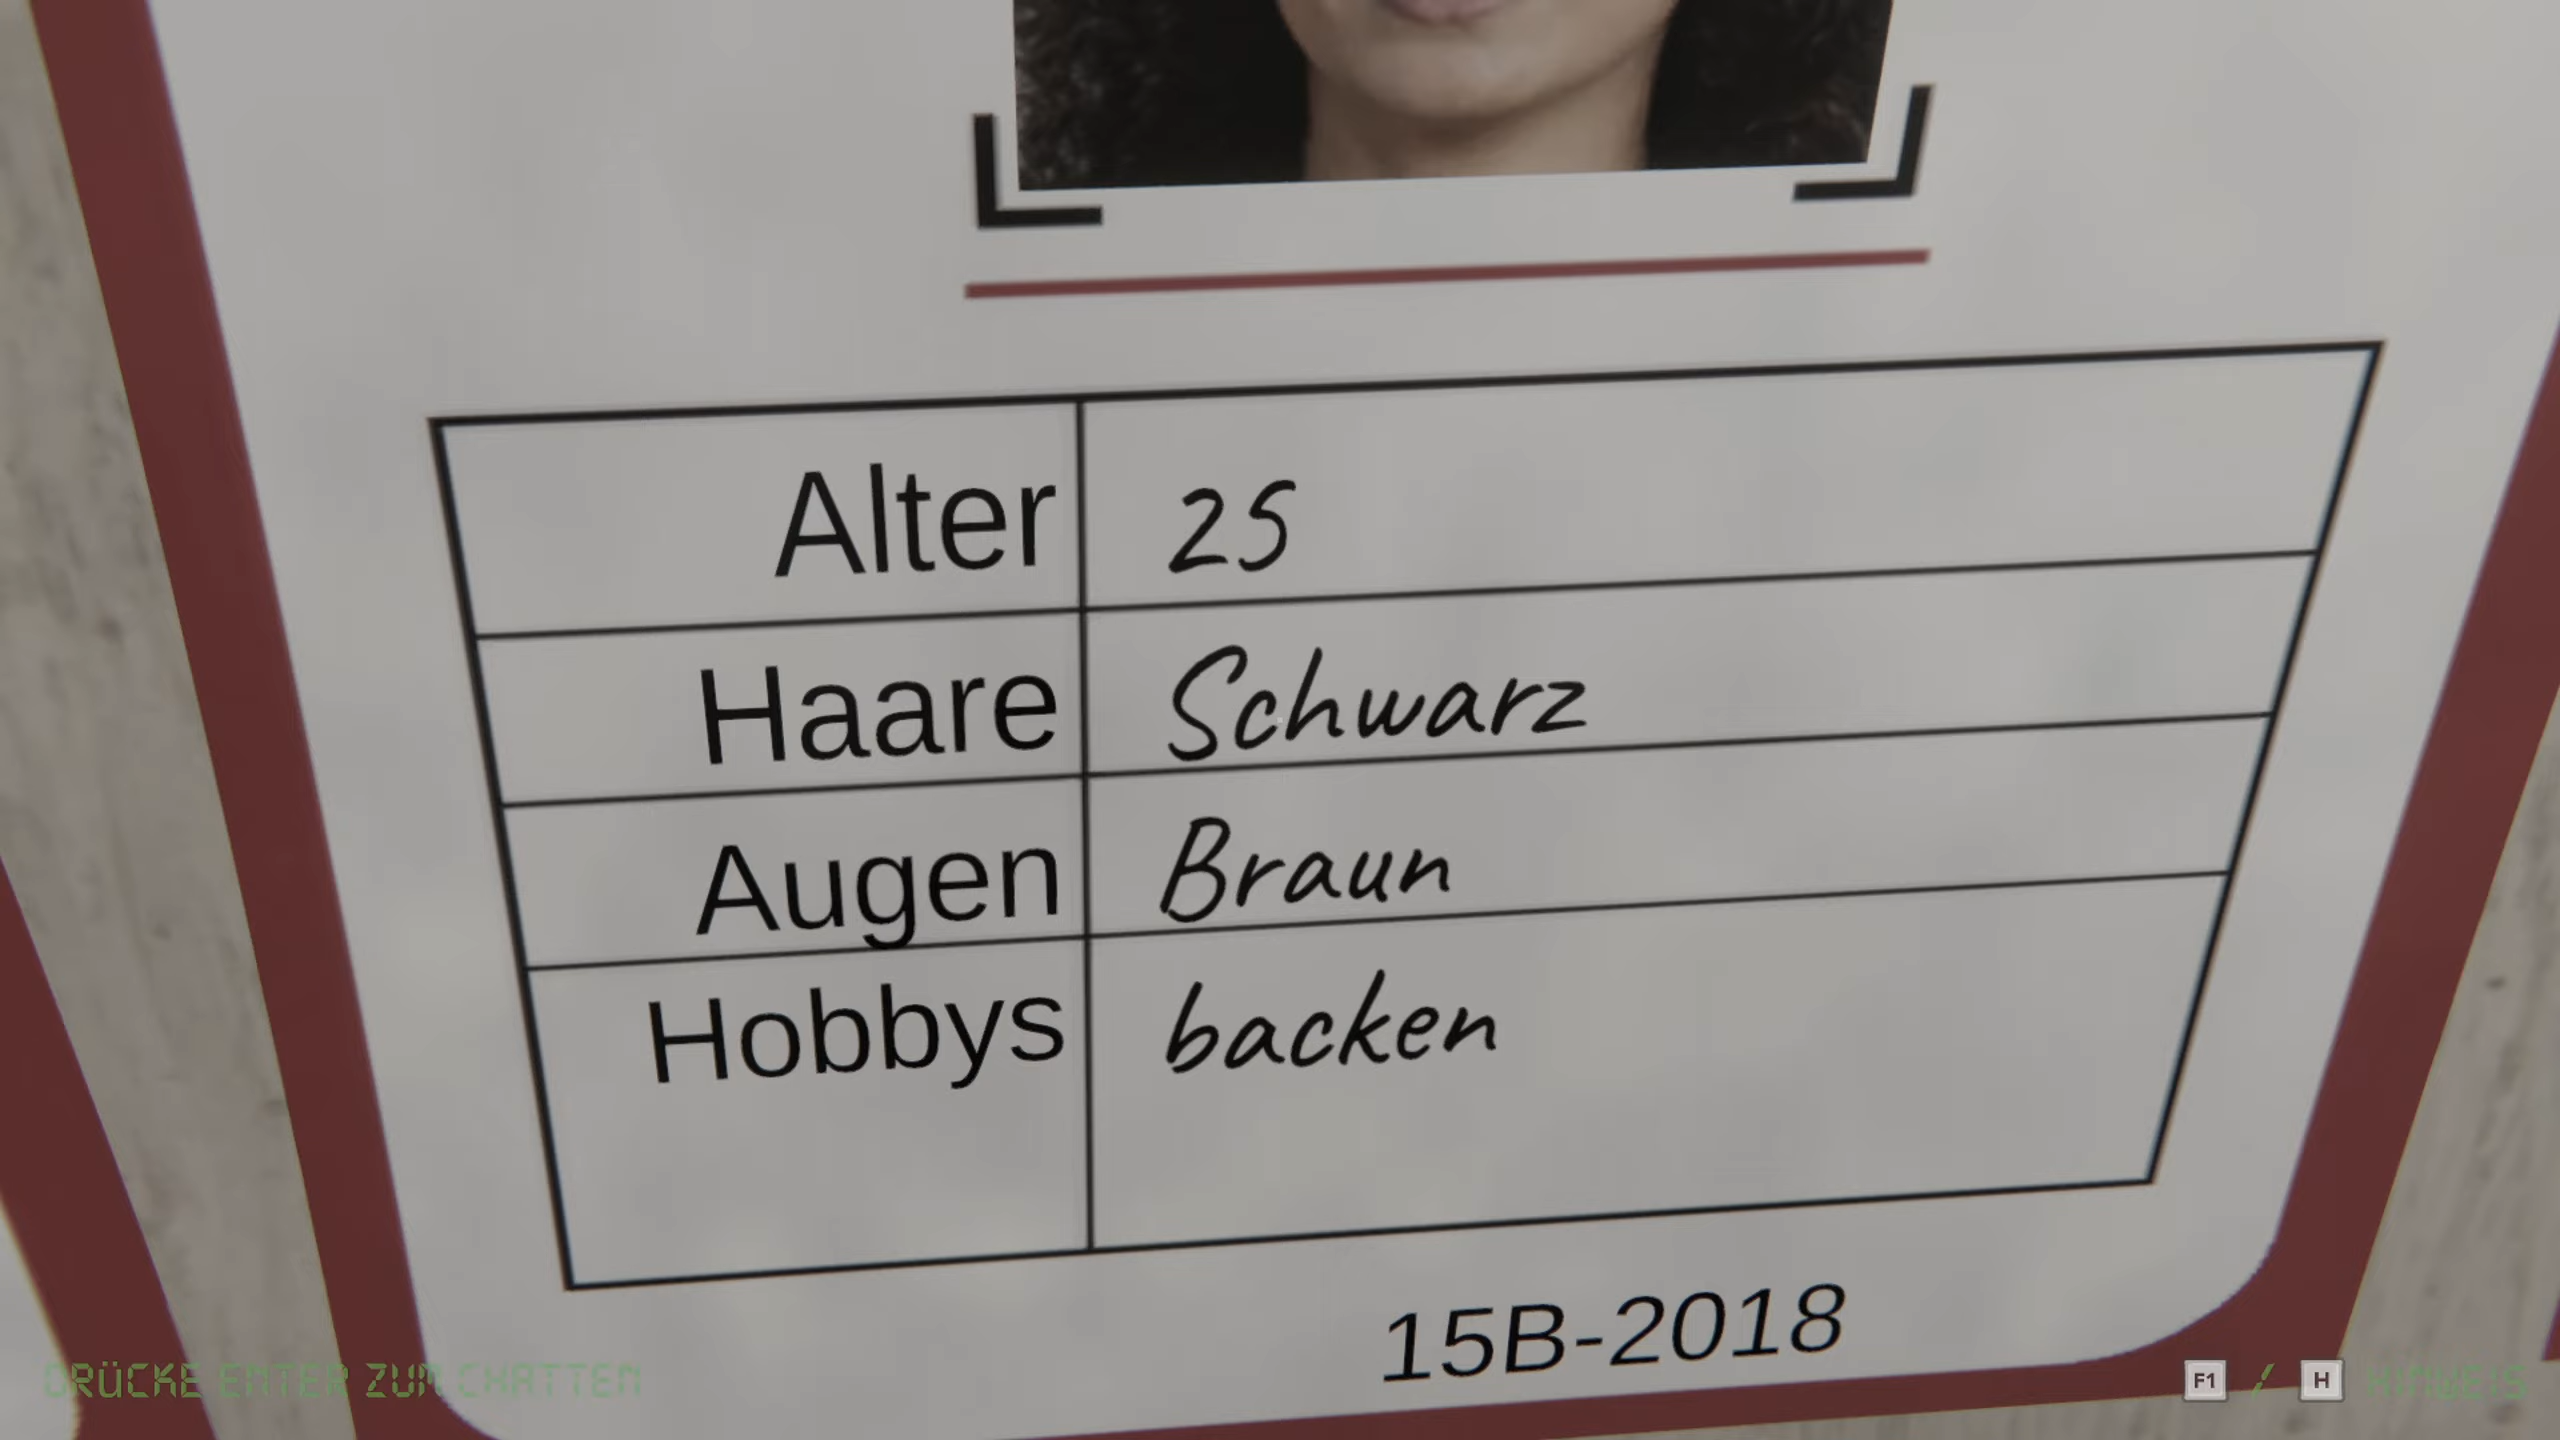 Alter 25
Haare Schwarz
Augen Braun
Hobbys backen
15B-2018
DRÜCKE ENTER ZUM CHATTEN
F1 / H HINWEIS